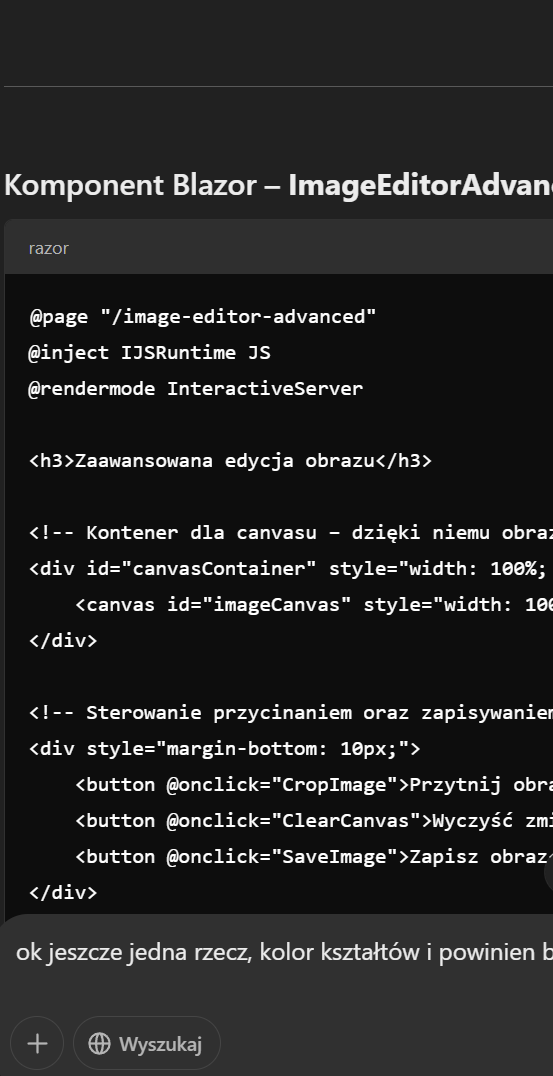 Komponent Blazor – ImageEditorAdvan
razor
@page "/image-editor-advanced"
@inject IJSRuntime JS
@rendermode InteractiveServer
<h3>Zaawansowana edycja obrazu</h3>
<!-- Kontener dla canvasu – dzięki niemu obraz
<div id="canvasContainer" style="width: 100%;
<canvas id="imageCanvas" style="width: 100
</div>
<!-- Sterowanie przycinaniem oraz zapisywaniem
<div style="margin-bottom: 10px;">
<button @onclick="CropImage">Przytnij obra
<button @onclick="ClearCanvas">Wyczyść zmi
<button @onclick="SaveImage">Zapisz obraz
</div>
ok jeszcze jedna rzecz, kolor kształtów i powinien b
Wyszukaj